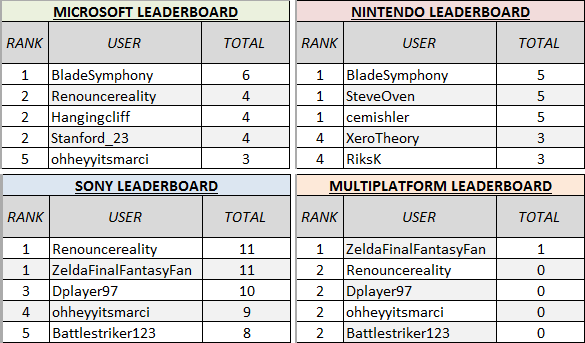 MICROSOFT LEADERBOARD
RANK USER TOTAL
1 BladeSymphony 6
2 Renouncereality 4
2 Hangingcliff 4
2 Stanford_23 4
5 ohheyyitsmarci 3
NINTENDO LEADERBOARD
RANK USER TOTAL
1 BladeSymphony 5
1 SteveOven 5
1 cemishler 5
4 XeroTheory 3
4 RiksK 3
SONY LEADERBOARD
RANK USER TOTAL
1 Renouncereality 11
1 ZeldaFinalFantasyFan 11
3 Dplayer97 10
4 ohheyyitsmarci 9
5 Battlestriker123 8
MULTIPLATFORM LEADERBOARD
RANK USER TOTAL
1 ZeldaFinalFantasyFan 1
2 Renouncereality 0
2 Dplayer97 0
2 ohheyyitsmarci 0
2 Battlestriker123 0